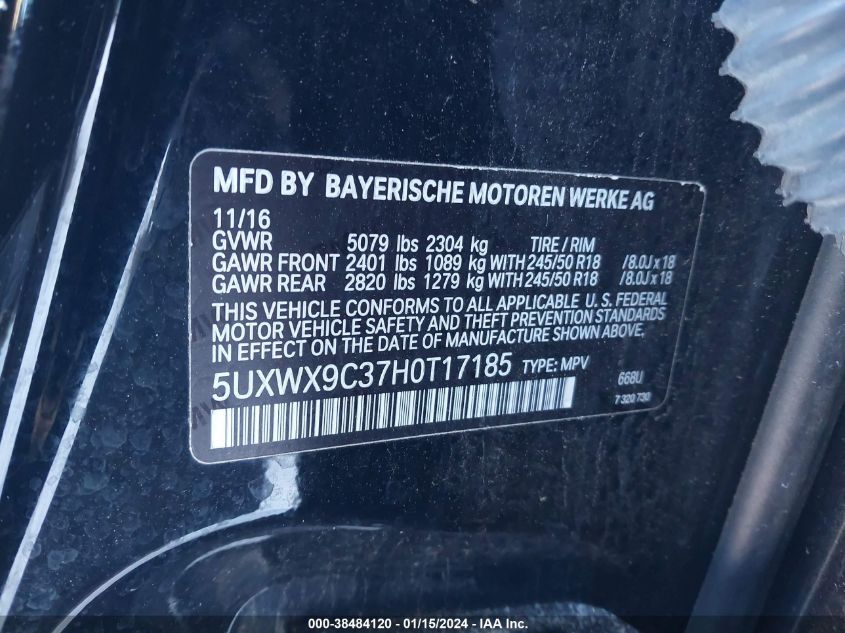 MFD BY BAYERISCHE MOTOREN WERKE AG
11/16
GVWR 5079 lbs 2304 kg TIRE / RIM
GAWR FRONT 2401 lbs 1089 kg WITH 245/50 R18 /8.0J x 18
GAWR REAR 2820 lbs 1279 kg WITH 245/50 R18 /8.0J x 18
THIS VEHICLE CONFORMS TO ALL APPLICABLE U.S. FEDERAL
MOTOR VEHICLE SAFETY AND THEFT PREVENTION STANDARDS
IN EFFECT ON THE DATE OF MANUFACTURE SHOWN ABOVE.
5UXWX9C37H0T17185 TYPE: MPV 668U
7 320 730
000-38484120 - 01/15/2024 - IAA, Inc.